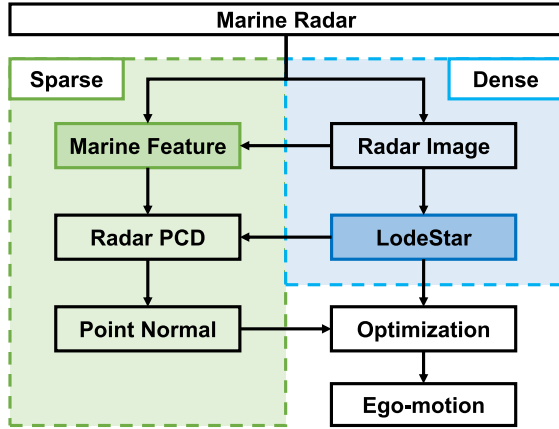 Marine Radar
Sparse
Dense
Marine Feature
Radar Image
Radar PCD
LodeStar
Point Normal
Optimization
Ego-motion